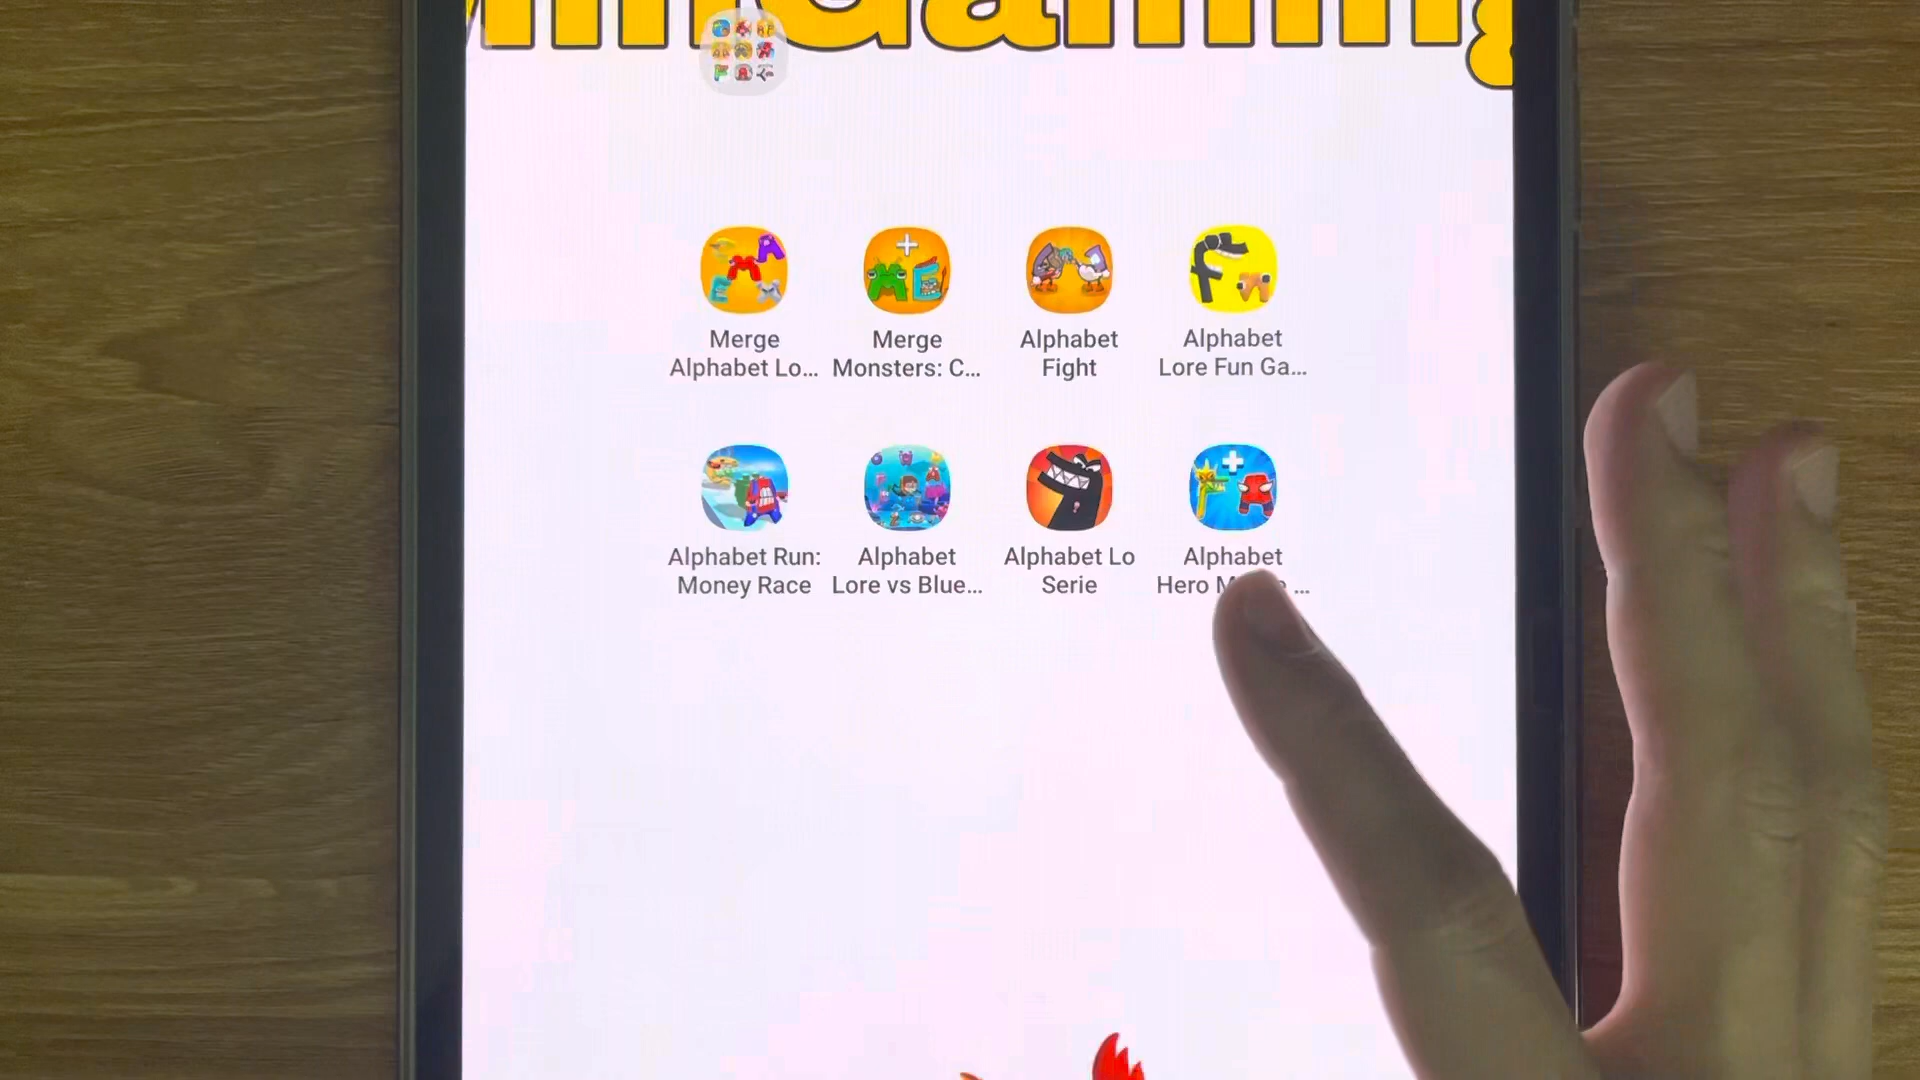 Merge
Alphabet Lo...
Merge
Monsters: C...
Alphabet
Fight
Alphabet
Lore Fun Ga...
Alphabet Run:
Money Race
Alphabet
Lore vs Blue...
Alphabet Lo
Serie
Alphabet
Hero